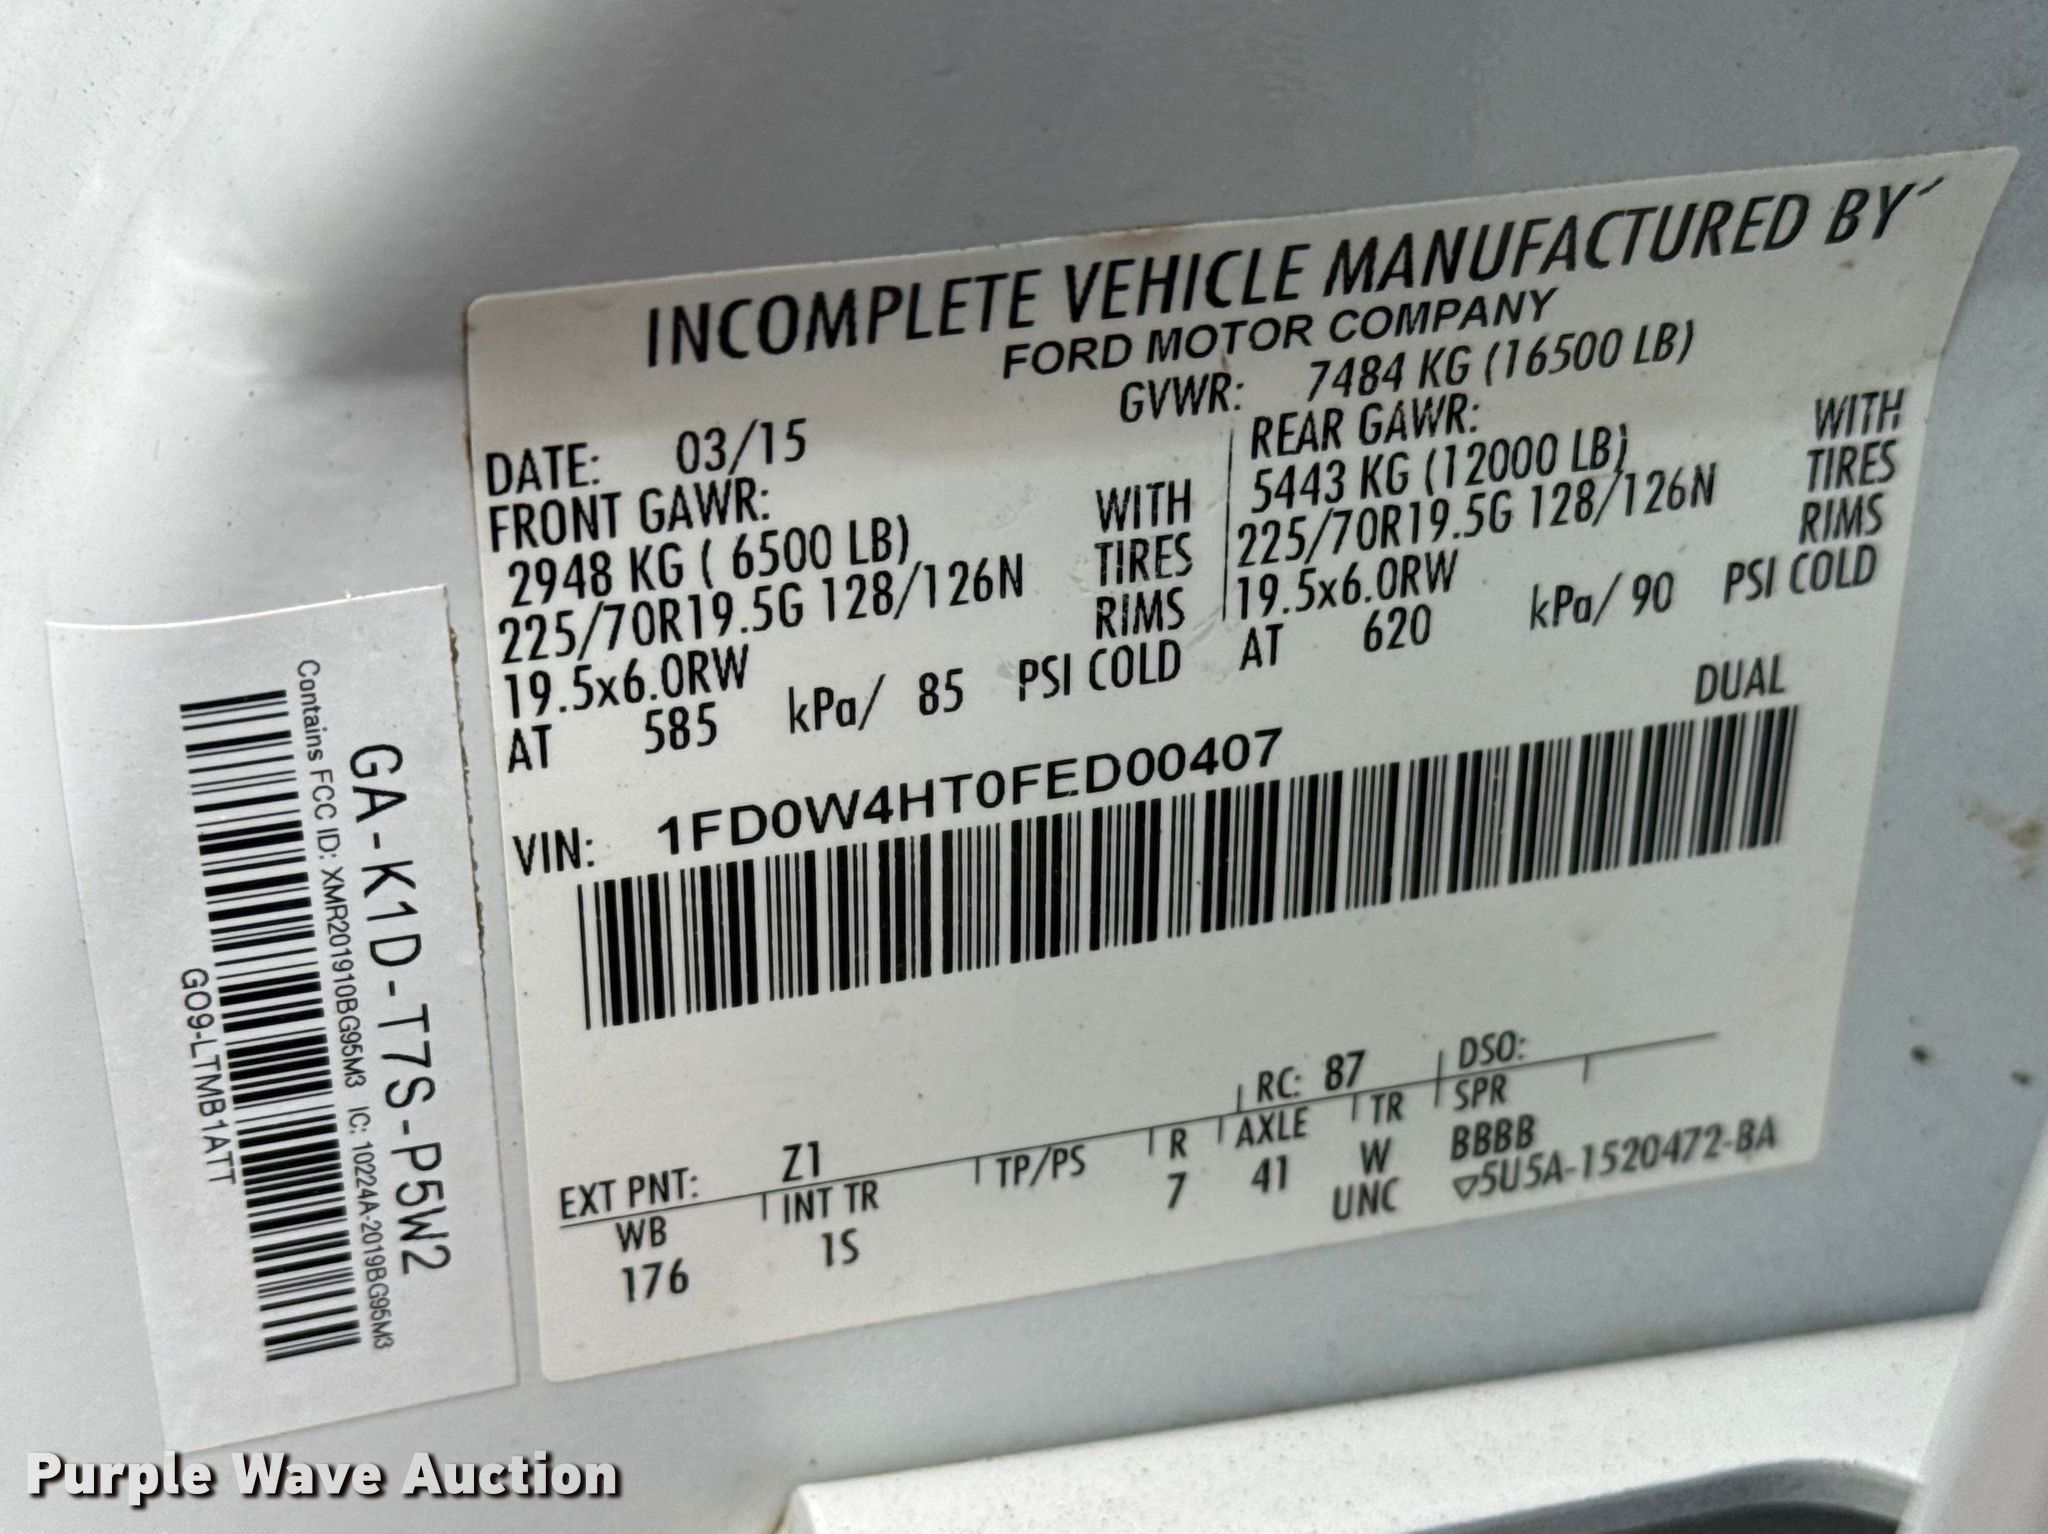 INCOMPLETE VEHICLE MANUFACTURED BY
FORD MOTOR COMPANY
GVWR: 7484 KG (16500 LB)
DATE: 03/15
FRONT GAWR:
2948 KG ( 6500 LB) WITH
225/70R19.5G 128/126N TIRES
19.5x6.0RW RIMS
AT 585 kPa/ 85 PSI COLD
REAR GAWR:
5443 KG (12000 LB) WITH
225/70R19.5G 128/126N TIRES
19.5x6.0RW RIMS
AT 620 kPa/ 90 PSI COLD
DUAL
VIN: 1FD0W4HT0FED00407
EXT PNT: Z1 RC: 87 DSO:
WB INT TR TP/PS R AXLE TR SPR
176 1S 7 41 W BBBB
UNC ▽5U5A-1520472-BA
GA-K1D-T7S-P5W2
Contains FCC ID: XMR201910BG95M3 IC: 10224A-2019BG95M3
GO9-LTMB1ATT
Purple Wave Auction